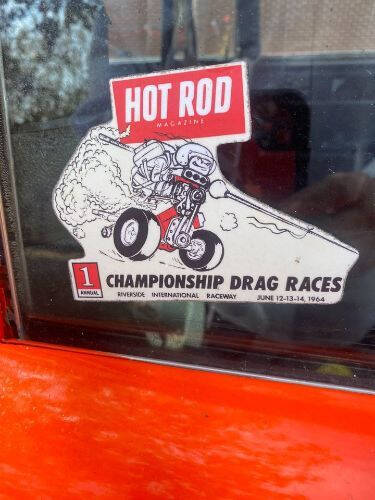 HOT ROD
MAGAZINE
1 CHAMPIONSHIP DRAG RACES
ANNUAL RIVERSIDE INTERNATIONAL RACEWAY JUNE 12-13-14, 1964